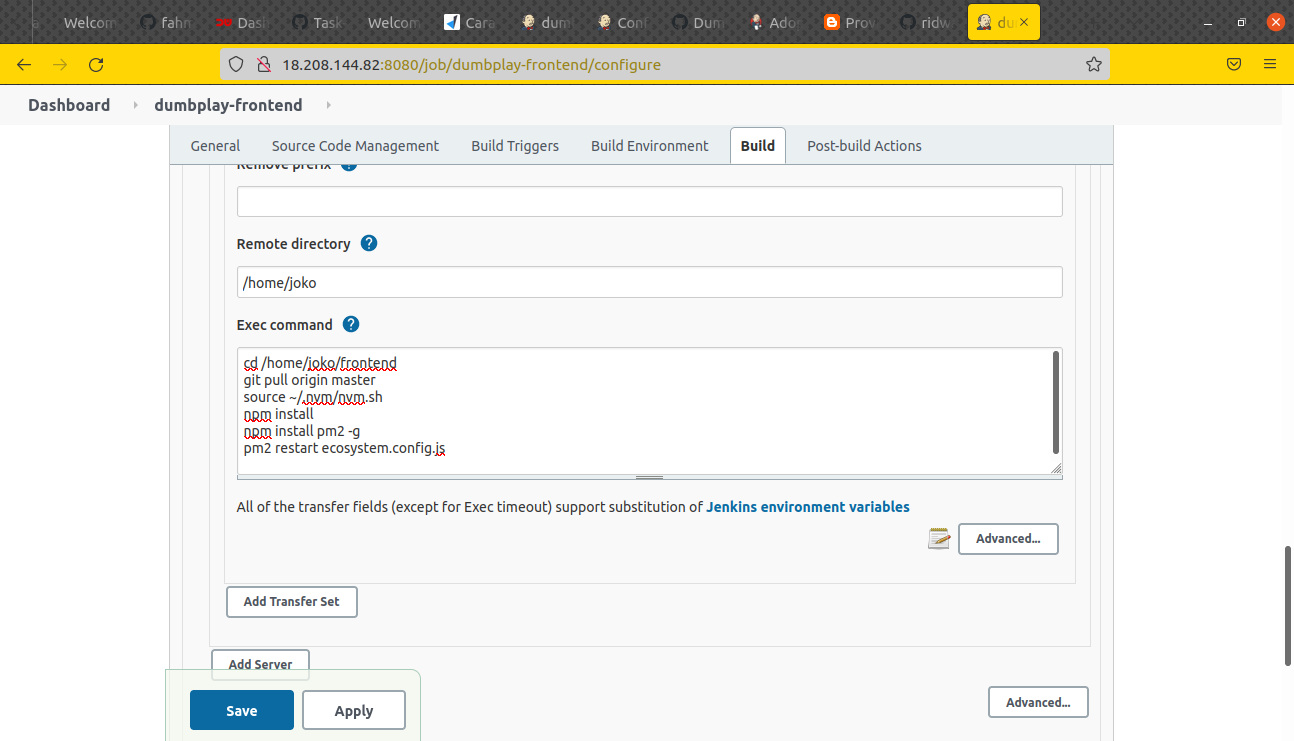 Welcom
fahn
Dasl
Task
Welcom
Cara
dum
Conf
Dum
Ado
Prov
ridw
du
18.208.144.82:8080/job/dumbplay-frontend/configure
Dashboard
dumbplay-frontend
General Source Code Management Build Triggers Build Environment Build Post-build Actions
Remove prefix
Remote directory
/home/joko
Exec command
cd /home/joko/frontend
git pull origin master
source ~/.nvm/nvm.sh
npm install
npm install pm2 -g
pm2 restart ecosystem.config.js
All of the transfer fields (except for Exec timeout) support substitution of Jenkins environment variables
Advanced...
Add Transfer Set
Add Server
Save
Apply
Advanced...